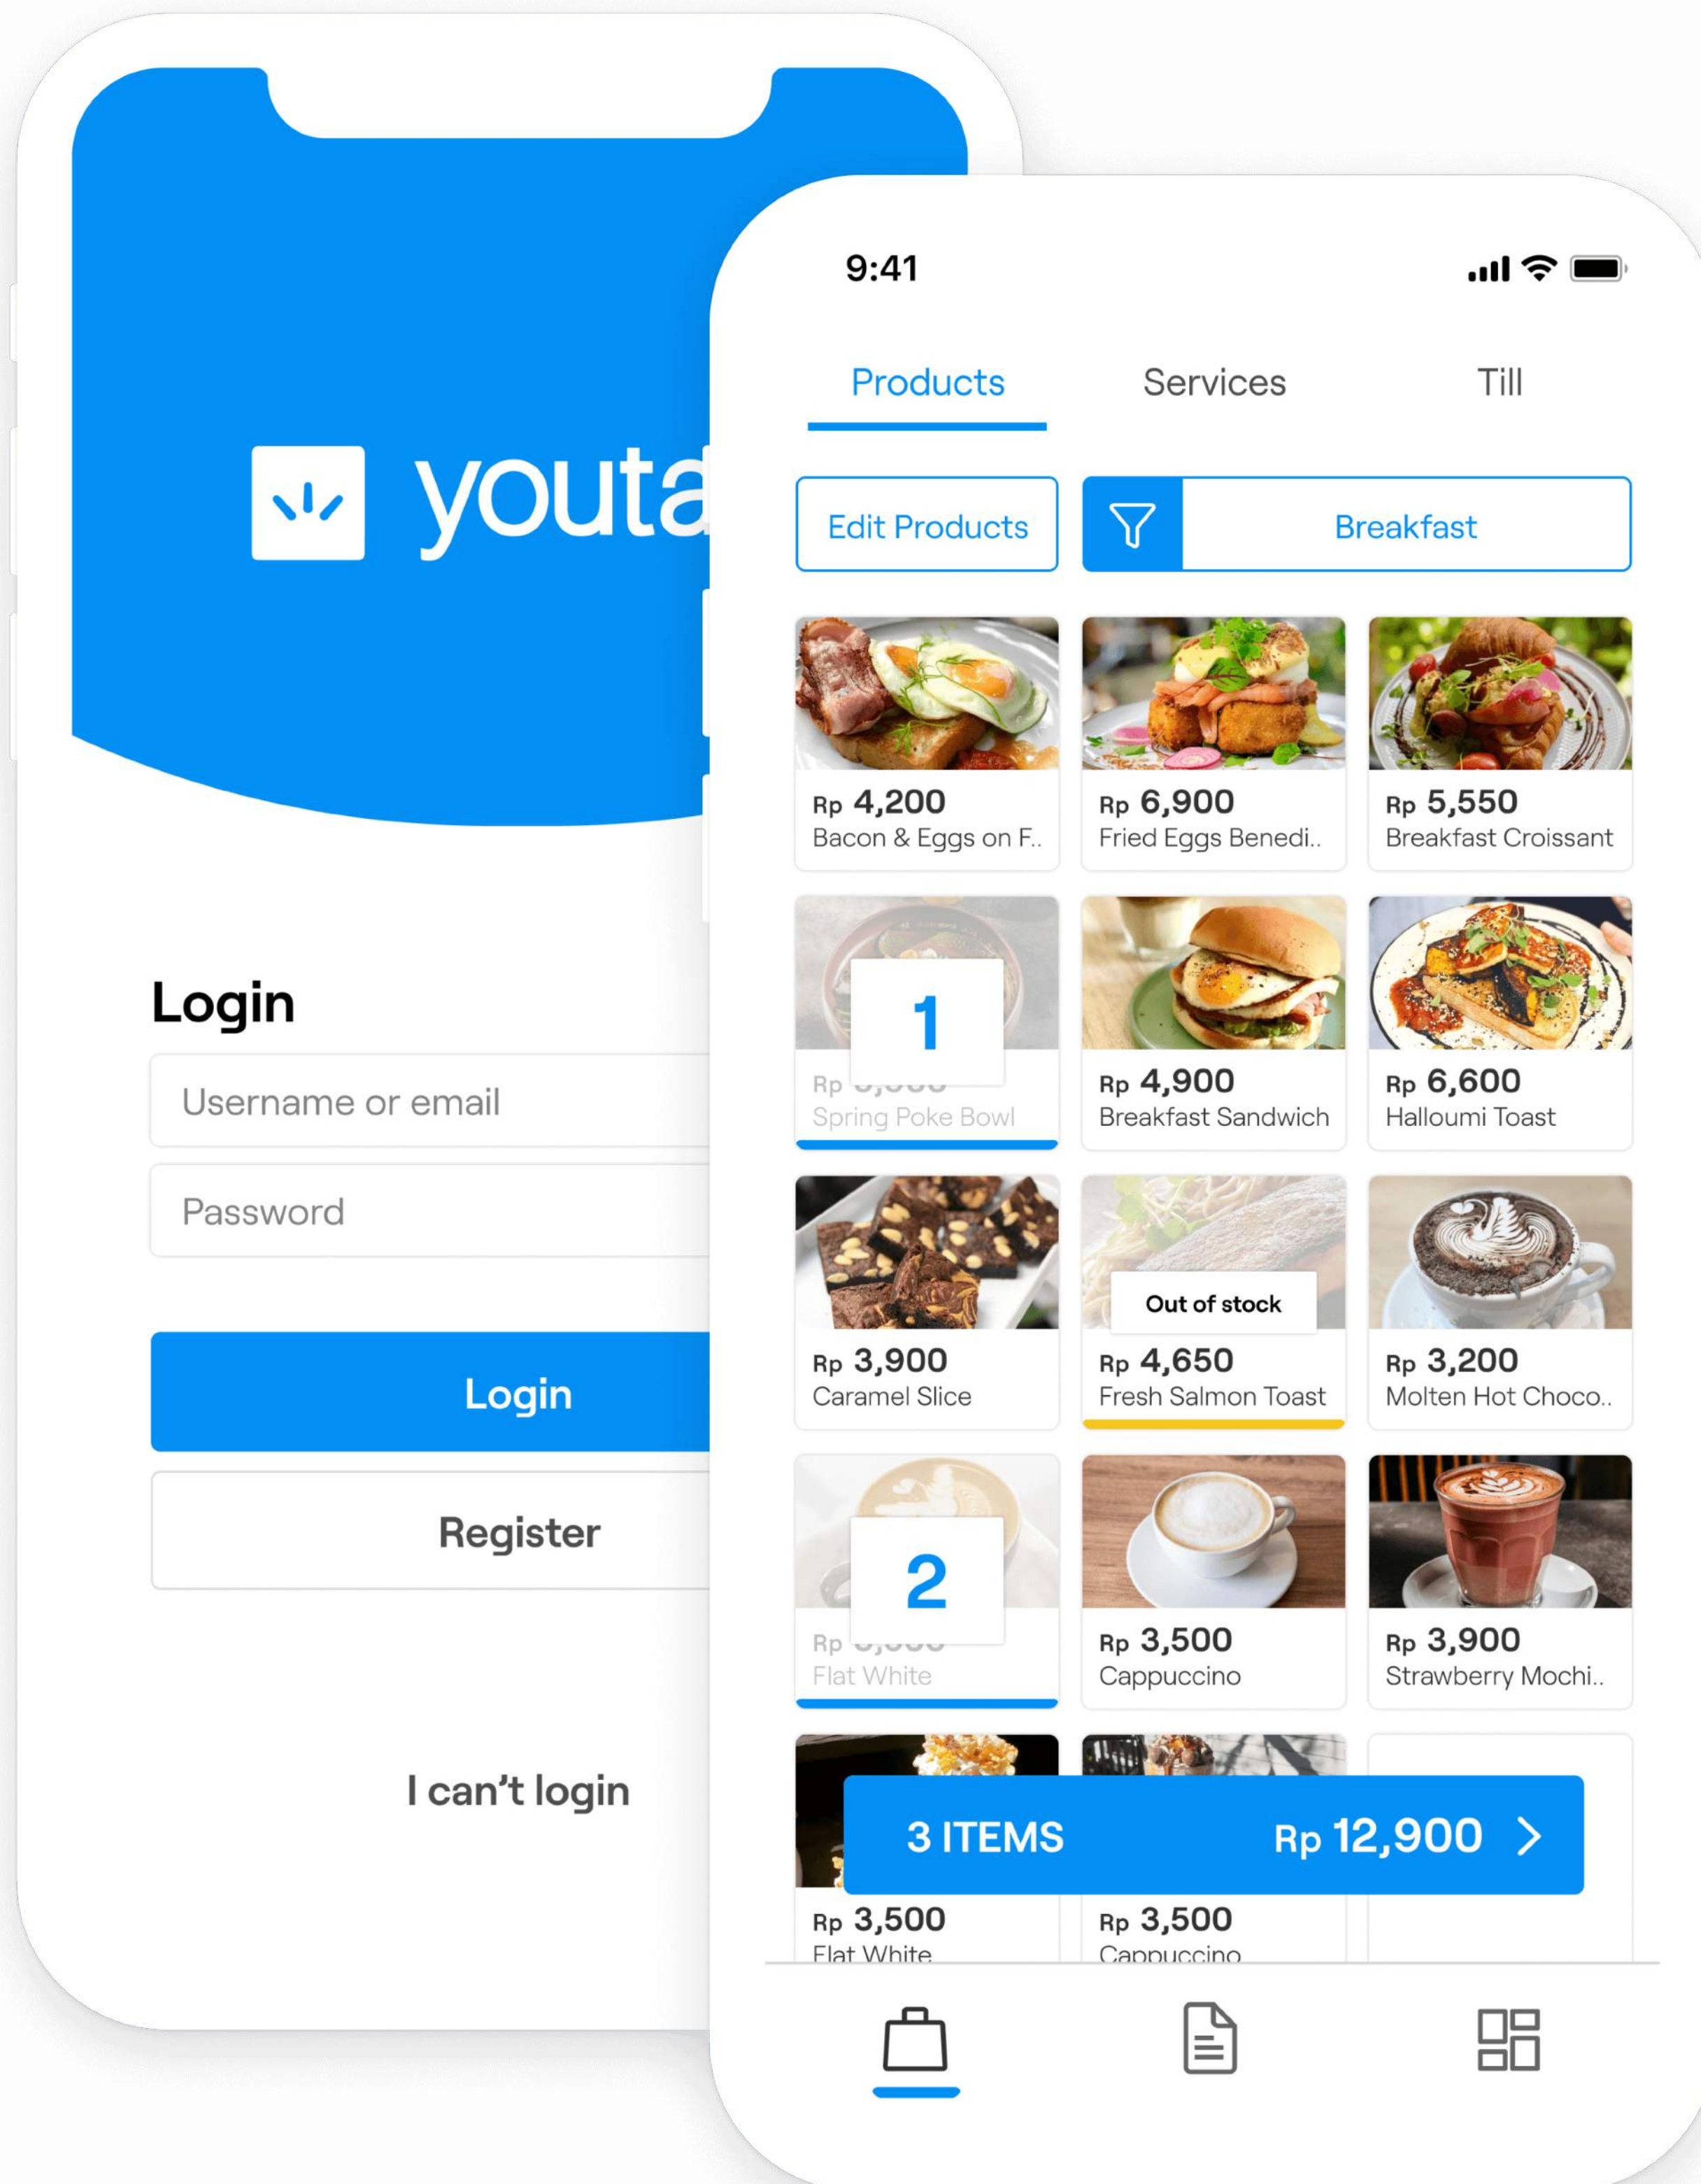 youta
Login
Username or email
Password
Login
Register
I can't login
9:41
Products Services Till
Edit Products Breakfast
Rp 4,200 Rp 6,900 Rp 5,550
Bacon & Eggs on F.. Fried Eggs Benedi.. Breakfast Croissant
1
Rp Rp 4,900 Rp 6,600
Spring Poke Bowl Breakfast Sandwich Halloumi Toast
Out of stock
Rp 3,900 Rp 4,650 Rp 3,200
Caramel Slice Fresh Salmon Toast Molten Hot Choco..
2
Rp Rp 3,500 Rp 3,900
Flat White Cappuccino Strawberry Mochi..
3 ITEMS Rp 12,900
Rp 3,500 Rp 3,500
Flat White Cappuccino